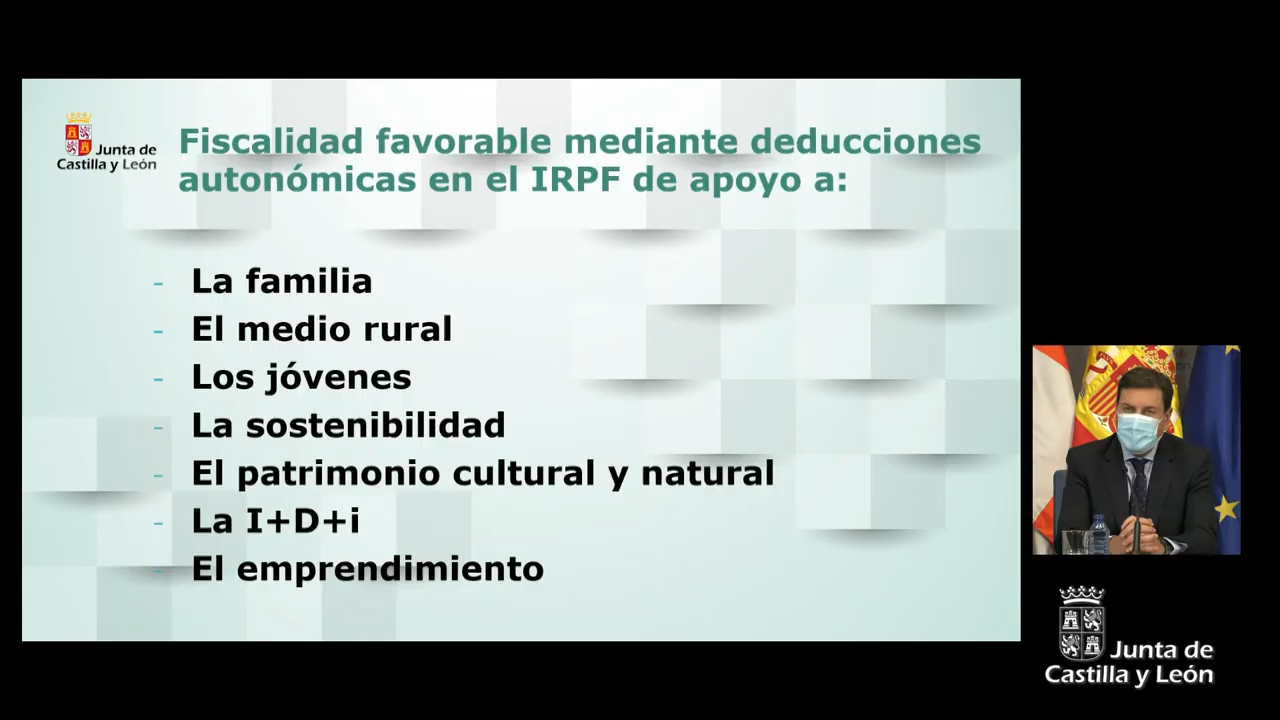 Junta de
Castilla y León
Fiscalidad favorable mediante deducciones
autonómicas en el IRPF de apoyo a:
- La familia
- El medio rural
- Los jóvenes
- La sostenibilidad
- El patrimonio cultural y natural
- La I+D+i
- El emprendimiento
Junta de
Castilla y León